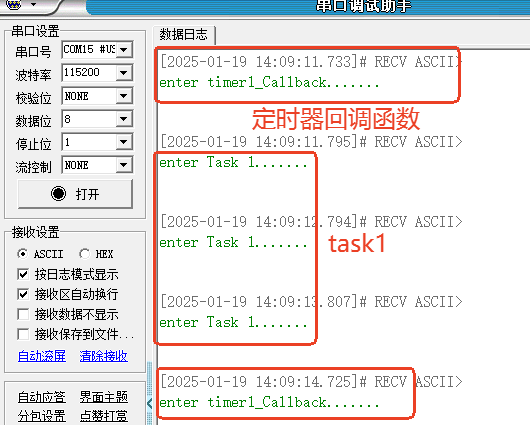 串口调试助手
串口设置
串口号 COM15 #US
波特率 115200
校验位 NONE
数据位 8
停止位 1
流控制 NONE
打开
接收设置
ASCII HEX
按日志模式显示
接收区自动换行
接收数据不显示
接收保存到文件...
自动滚屏 清除接收
自动应答 界面主题
分包设置 点赞打赏
数据日志
[2025-01-19 14:09:11.733]# RECV ASCII>
enter timer1_Callback.......
定时器回调函数
[2025-01-19 14:09:11.795]# RECV ASCII>
enter Task 1.......
[2025-01-19 14:09:12.794]# RECV ASCII>
enter Task 1.......
task1
[2025-01-19 14:09:13.807]# RECV ASCII>
enter Task 1.......
[2025-01-19 14:09:14.725]# RECV ASCII>
enter timer1_Callback.......